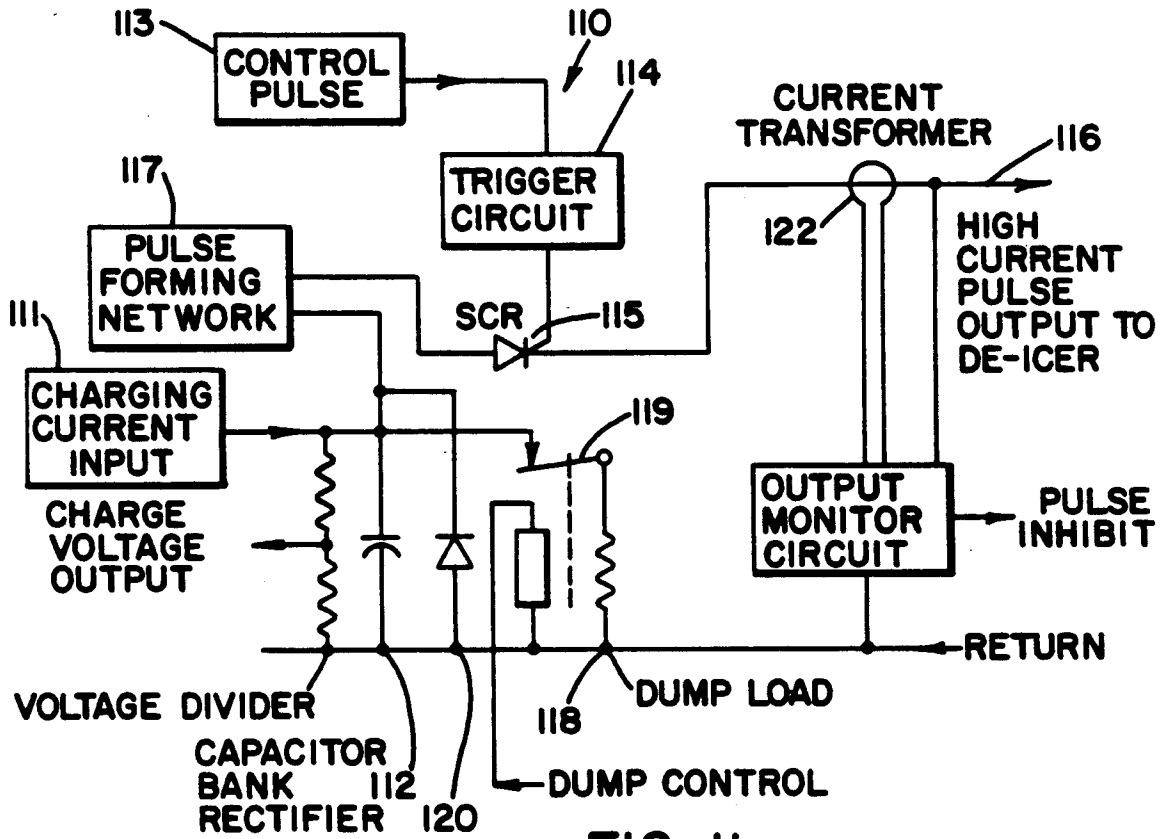 113
CONTROL
PULSE
110
114
TRIGGER
CIRCUIT
CURRENT
TRANSFORMER
116
122
HIGH
CURRENT
PULSE
OUTPUT TO
DE-ICER
117
PULSE
FORMING
NETWORK
SCR
115
111
CHARGING
CURRENT
INPUT
119
CHARGE
VOLTAGE
OUTPUT
OUTPUT
MONITOR
CIRCUIT
PULSE
INHIBIT
RETURN
VOLTAGE DIVIDER
118
DUMP LOAD
CAPACITOR
BANK 112
RECTIFIER 120
DUMP CONTROL